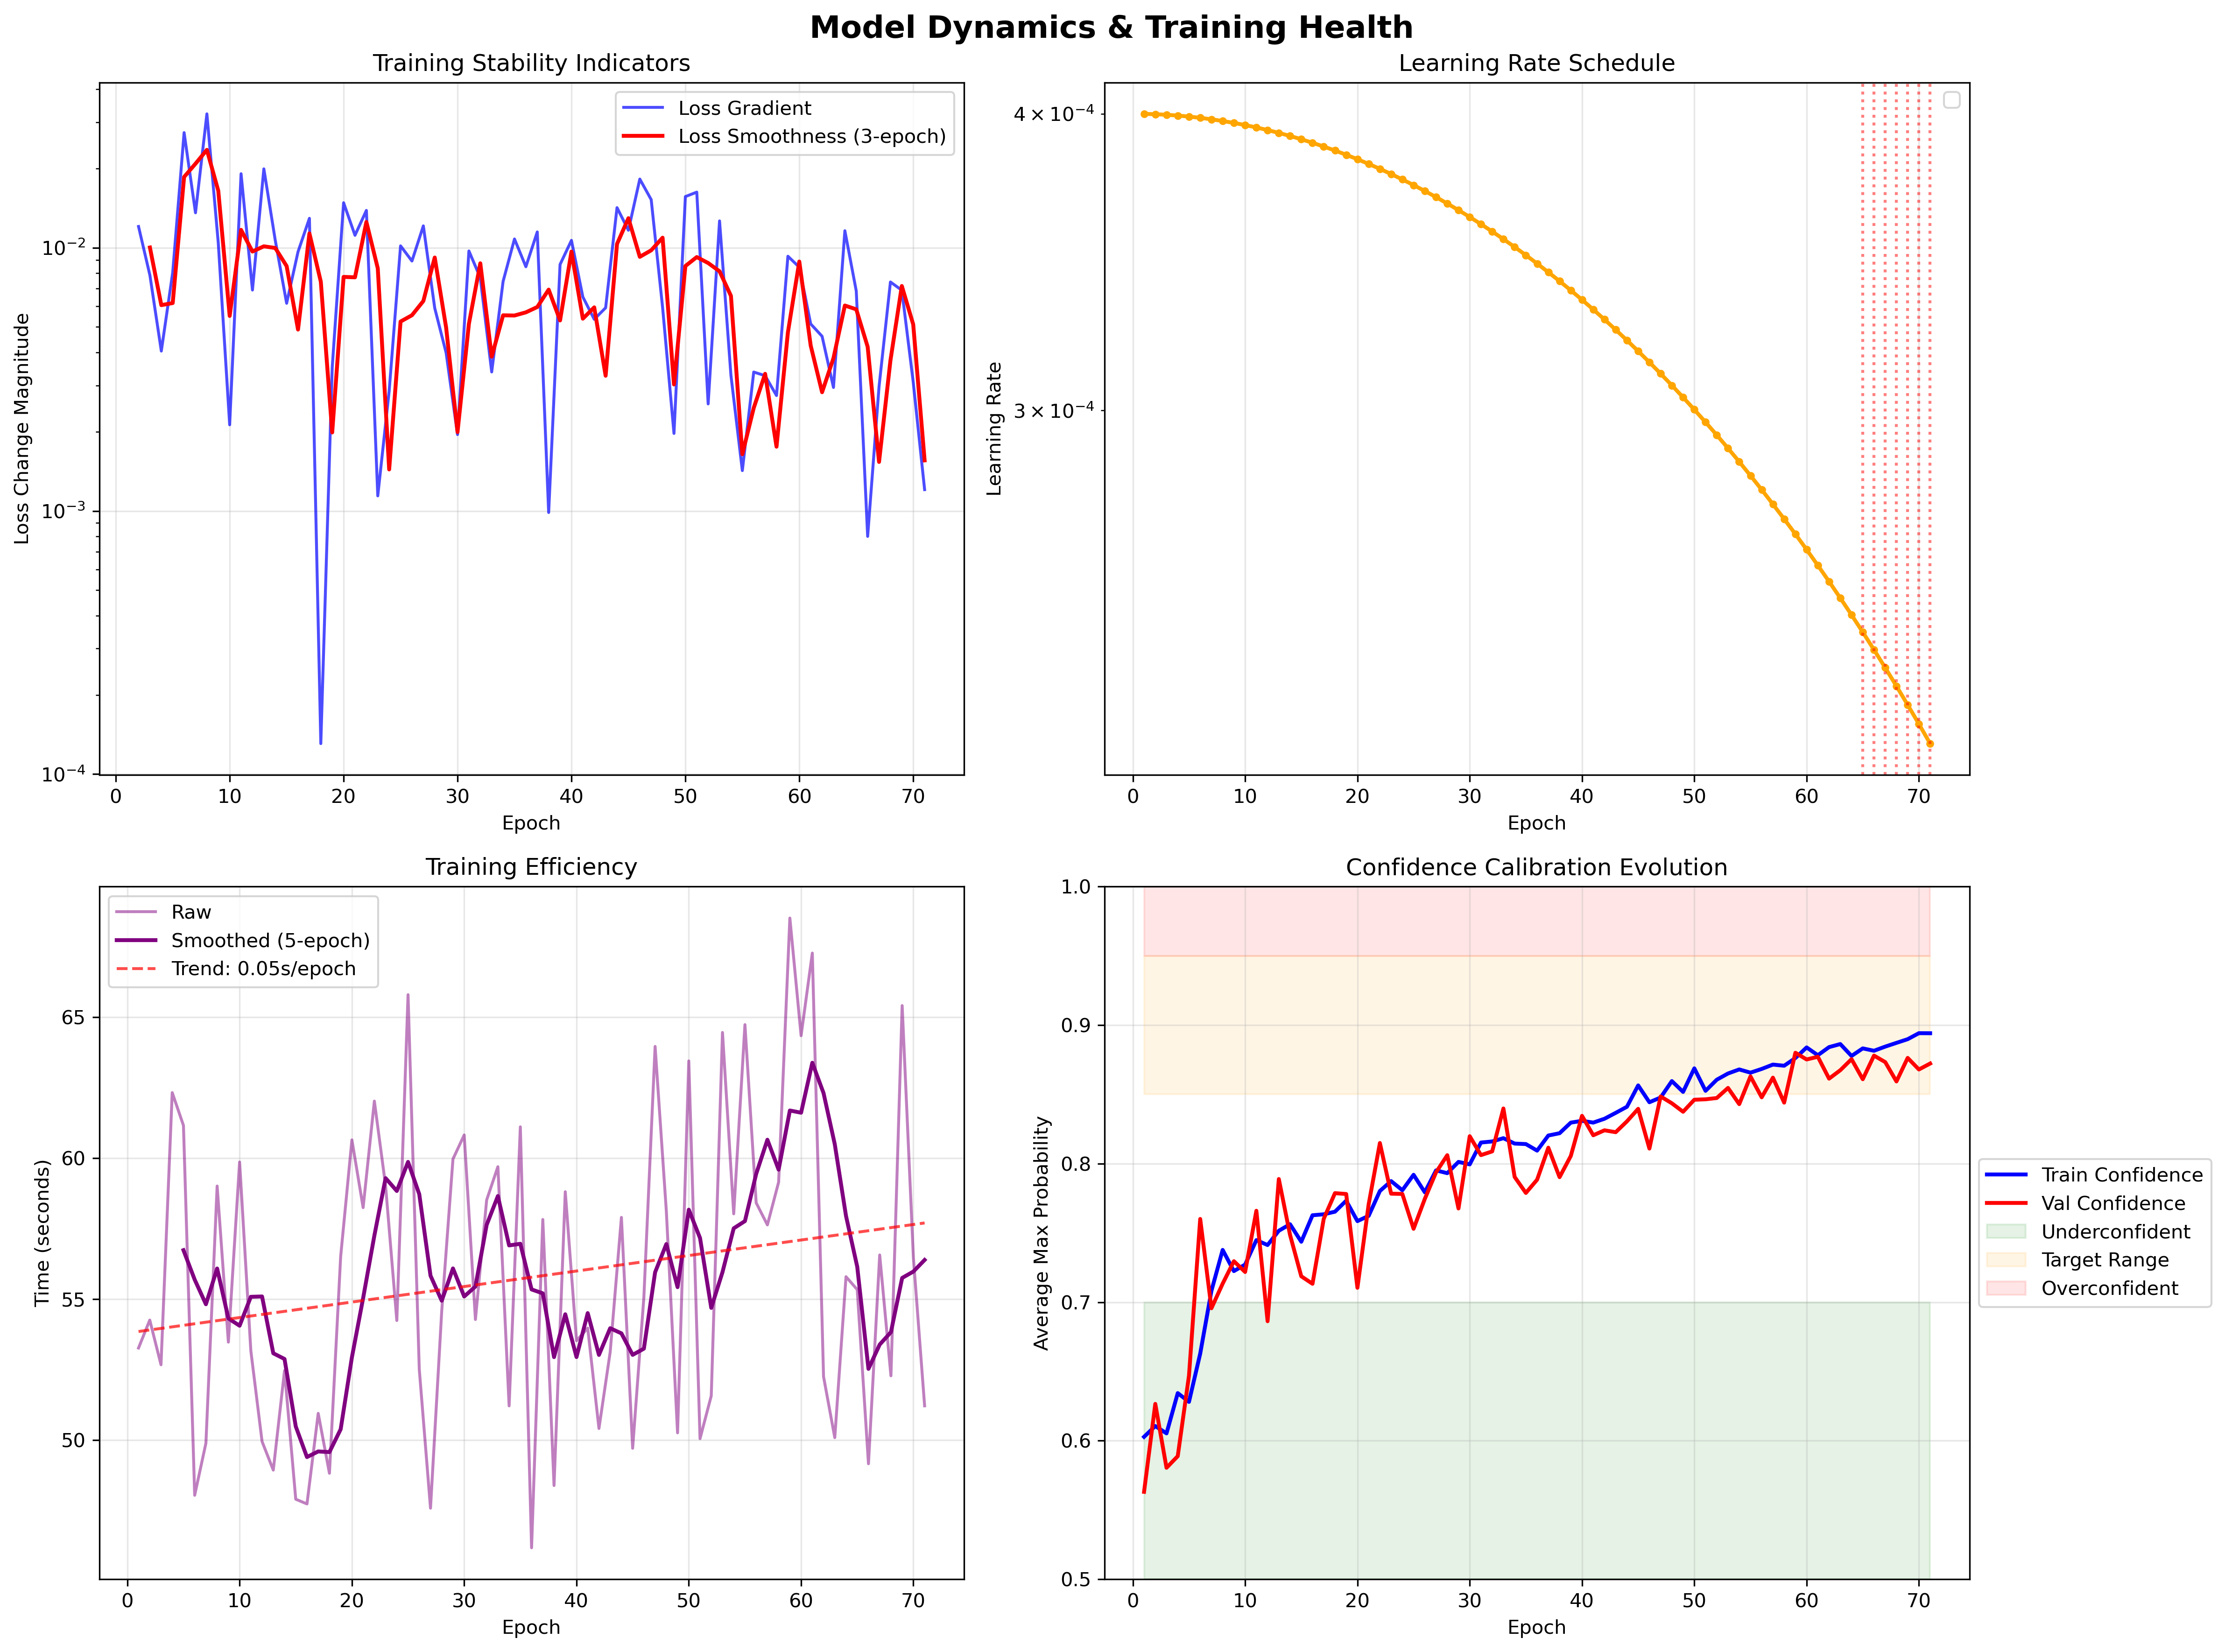 Model Dynamics & Training Health
Training Stability Indicators
Loss Gradient
Loss Smoothness (3-epoch)
Loss Change Magnitude
10⁻²
10⁻³
10⁻⁴
0 10 20 30 40 50 60 70
Epoch
Learning Rate Schedule
Learning Rate
4 × 10⁻⁴
3 × 10⁻⁴
0 10 20 30 40 50 60 70
Epoch
Training Efficiency
Raw
Smoothed (5-epoch)
Trend: 0.05s/epoch
Time (seconds)
65
60
55
50
0 10 20 30 40 50 60 70
Epoch
Confidence Calibration Evolution
Average Max Probability
1.0
0.9
0.8
0.7
0.6
0.5
0 10 20 30 40 50 60 70
Epoch
Train Confidence
Val Confidence
Underconfident
Target Range
Overconfident